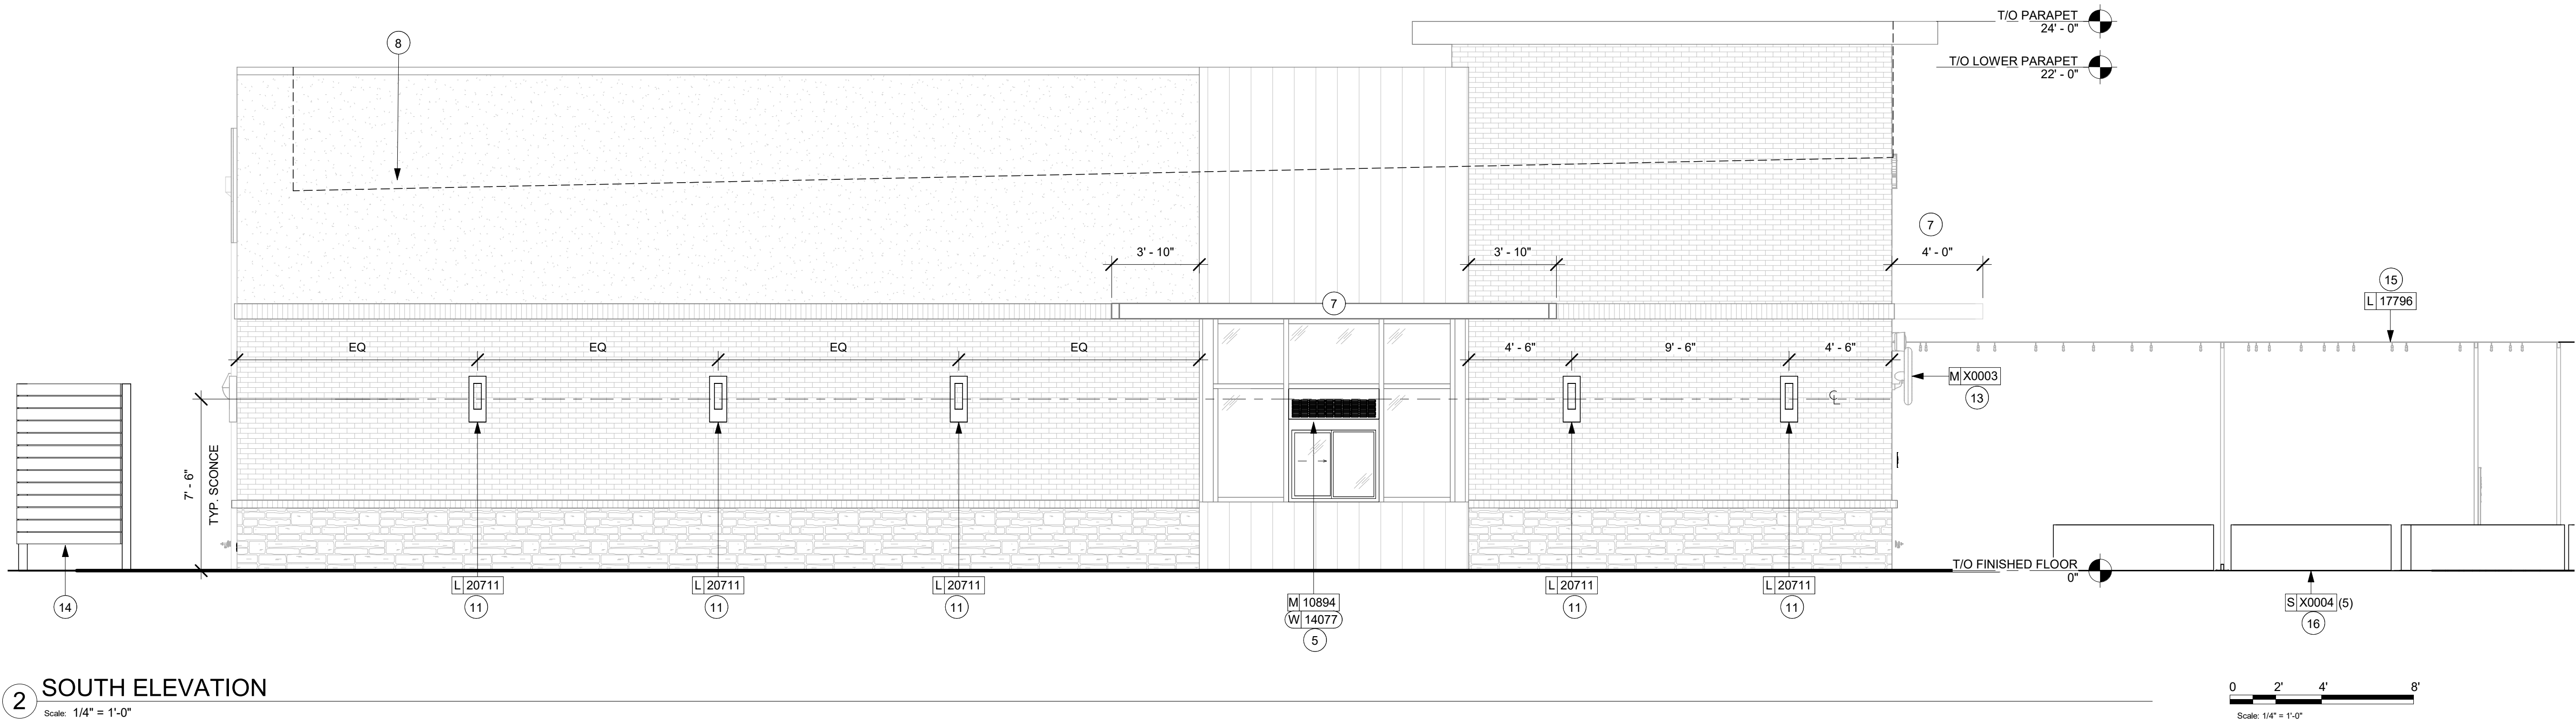 T/O PARAPET
24' - 0"
8
T/O LOWER PARAPET
22' - 0"
7
3' - 10"
3' - 10"
4' - 0"
15
7
L 17796
EQ
EQ
EQ
EQ
4' - 6"
9' - 6"
4' - 6"
M X0003
13
CL
7' - 6"
TYP. SCONCE
T/O FINISHED FLOOR
0"
14
L 20711
11
L 20711
11
L 20711
11
M 10894
W 14077
5
L 20711
11
L 20711
11
S X0004 (5)
16
2
SOUTH ELEVATION
Scale: 1/4" = 1'-0"
0 2' 4' 8'
Scale: 1/4" = 1'-0"